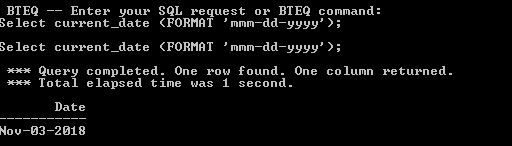 BTEQ -- Enter your SQL request or BTEQ command:
Select current_date (FORMAT 'mmm-dd-yyyy');
Select current_date (FORMAT 'mmm-dd-yyyy');
*** Query completed. One row found. One column returned.
*** Total elapsed time was 1 second.
Date
-----------
Nov-03-2018